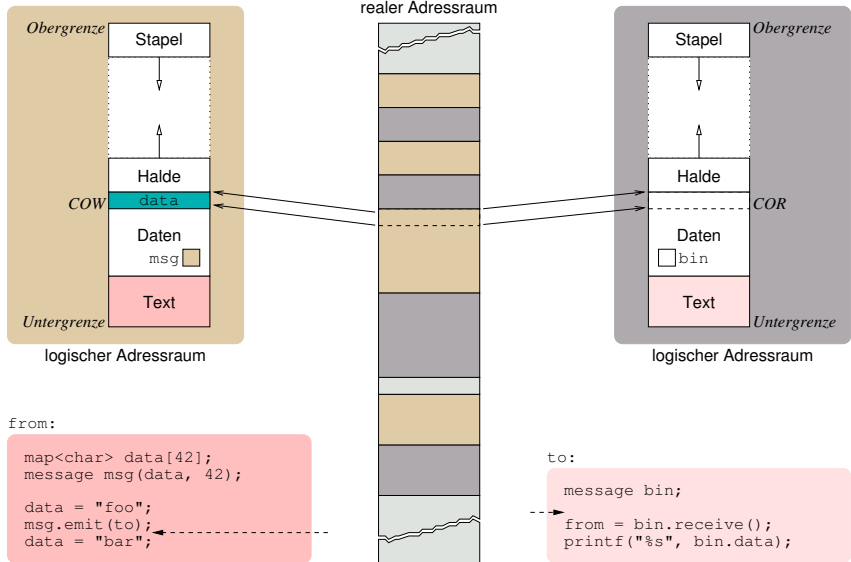 realer Adressraum
Obergrenze
Stapel
Halde
COW
data
Daten
msg
Text
Untergrenze
logischer Adressraum
Stapel
Obergrenze
Halde
COR
Daten
bin
Text
Untergrenze
logischer Adressraum
from:
map<char> data[42];
message msg(data, 42);
data = "foo";
msg.emit(to);
data = "bar";
to:
message bin;
from = bin.receive();
printf("%s", bin.data);